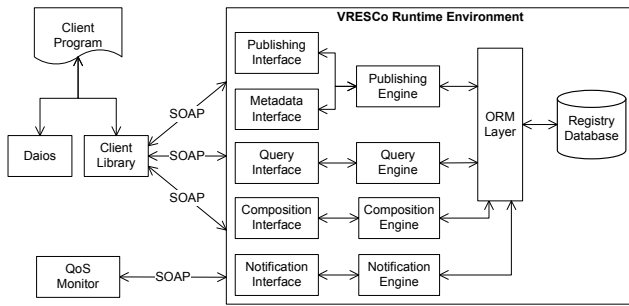 VRESCo Runtime Environment
Client
Program
Daios
Client
Library
SOAP
SOAP
SOAP
Publishing
Interface
Metadata
Interface
Publishing
Engine
Query
Interface
Query
Engine
Composition
Interface
Composition
Engine
ORM
Layer
Registry
Database
QoS
Monitor
SOAP
Notification
Interface
Notification
Engine